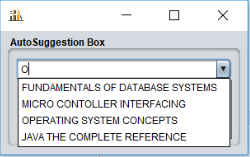 AutoSuggestion Box
O
FUNDAMENTALS OF DATABASE SYSTEMS
MICRO CONTOLLER INTERFACING
OPERATING SYSTEM CONCEPTS
JAVA THE COMPLETE REFERENCE